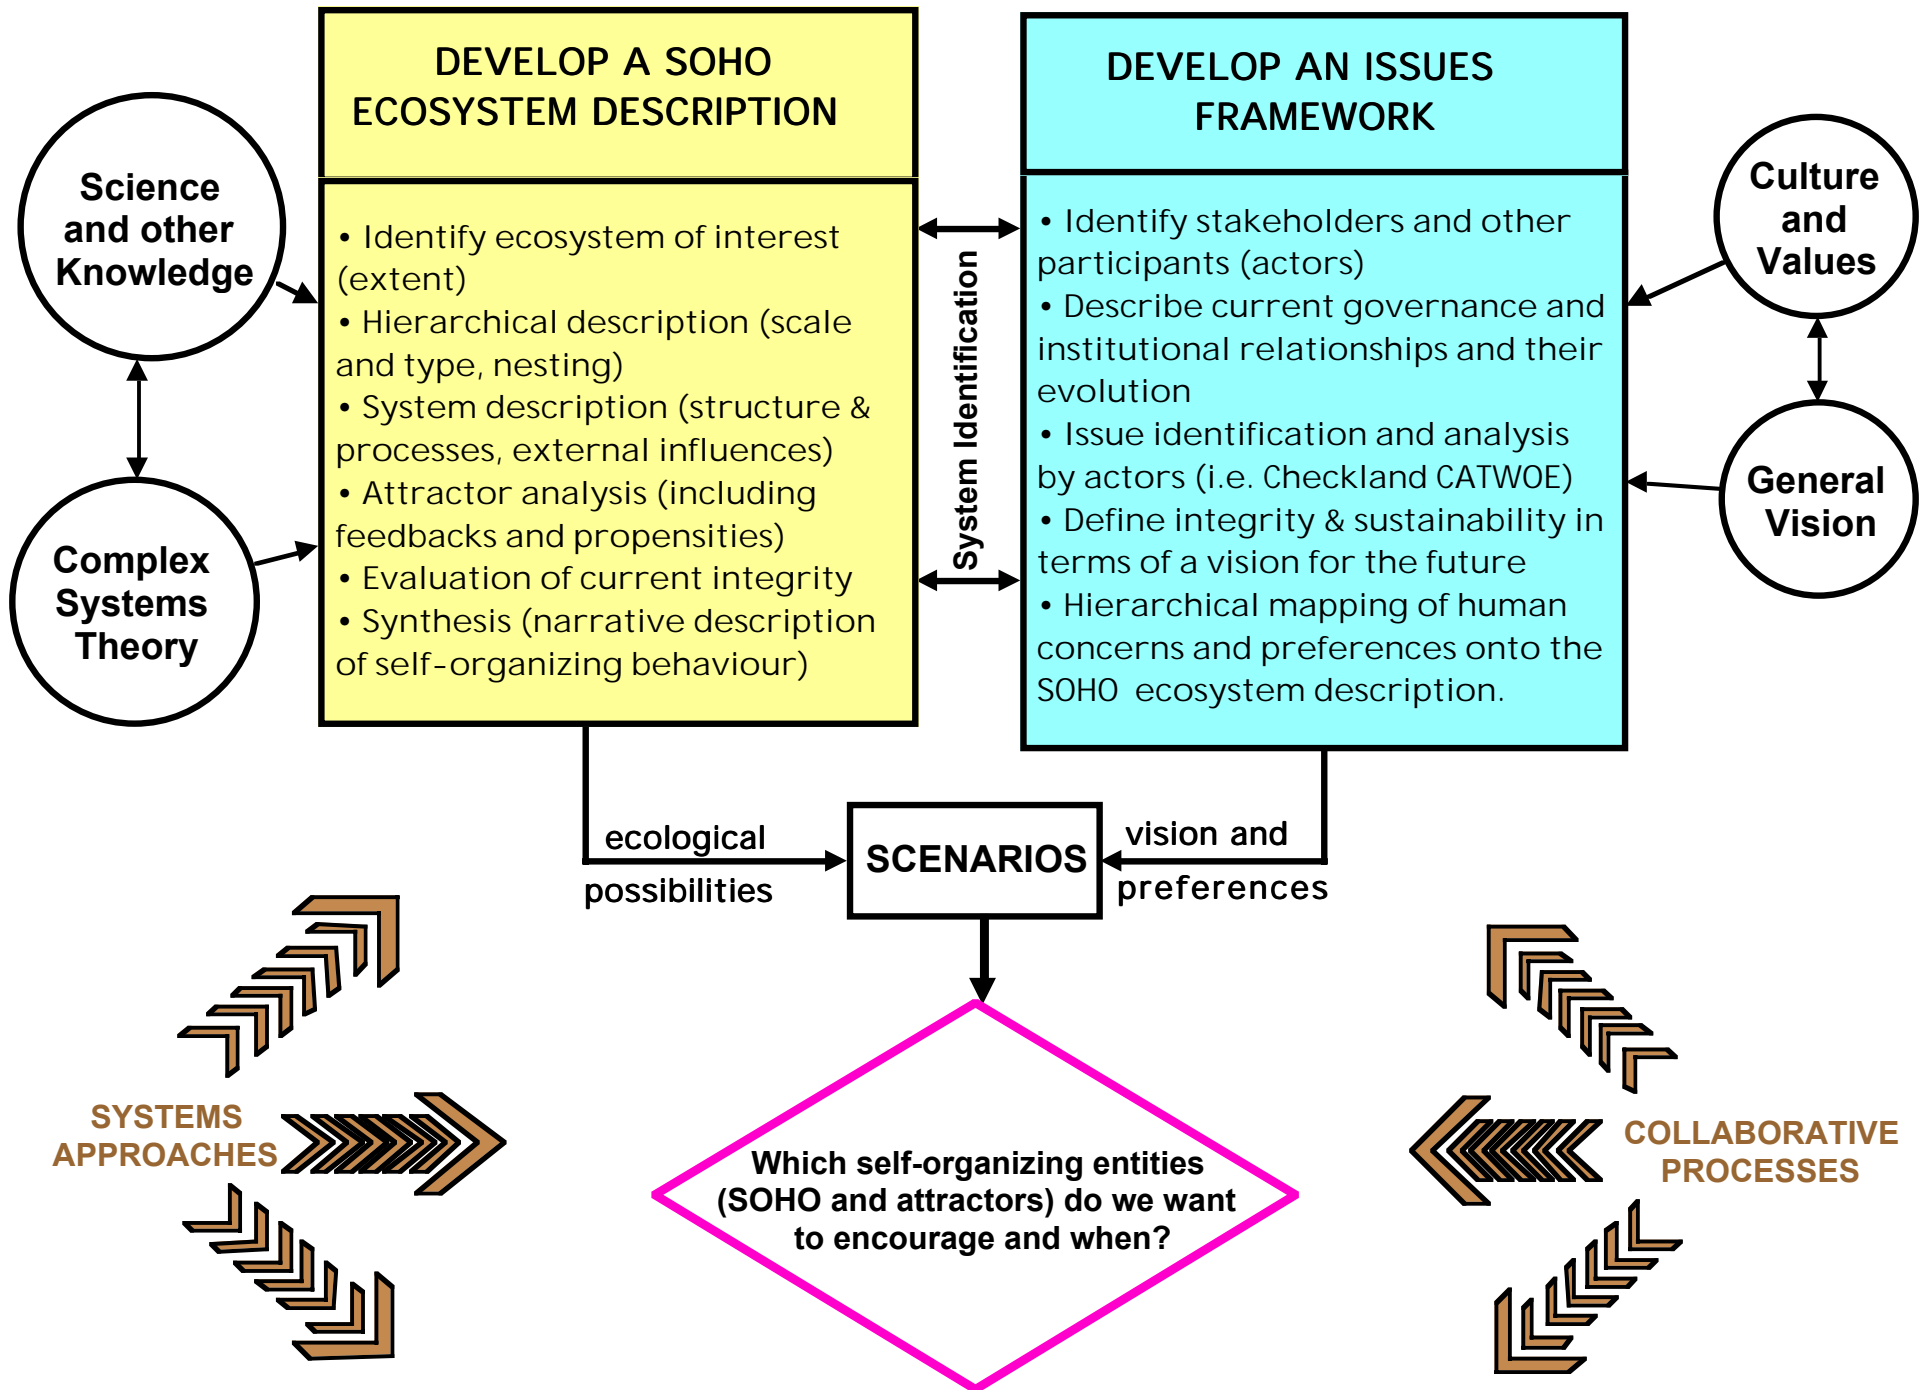 DEVELOP A SOHO
ECOSYSTEM DESCRIPTION
DEVELOP AN ISSUES
FRAMEWORK
Science
and other
Knowledge
Complex
Systems
Theory
• Identify ecosystem of interest
(extent)
• Hierarchical description (scale
and type, nesting)
• System description (structure &
processes, external influences)
• Attractor analysis (including
feedbacks and propensities)
• Evaluation of current integrity
• Synthesis (narrative description
of self-organizing behaviour)
System Identification
• Identify stakeholders and other
participants (actors)
• Describe current governance and
institutional relationships and their
evolution
• Issue identification and analysis
by actors (i.e. Checkland CATWOE)
• Define integrity & sustainability in
terms of a vision for the future
• Hierarchical mapping of human
concerns and preferences onto the
SOHO ecosystem description.
Culture
and
Values
General
Vision
ecological
possibilities
SCENARIOS
vision and
preferences
SYSTEMS
APPROACHES
Which self-organizing entities
(SOHO and attractors) do we want
to encourage and when?
COLLABORATIVE
PROCESSES